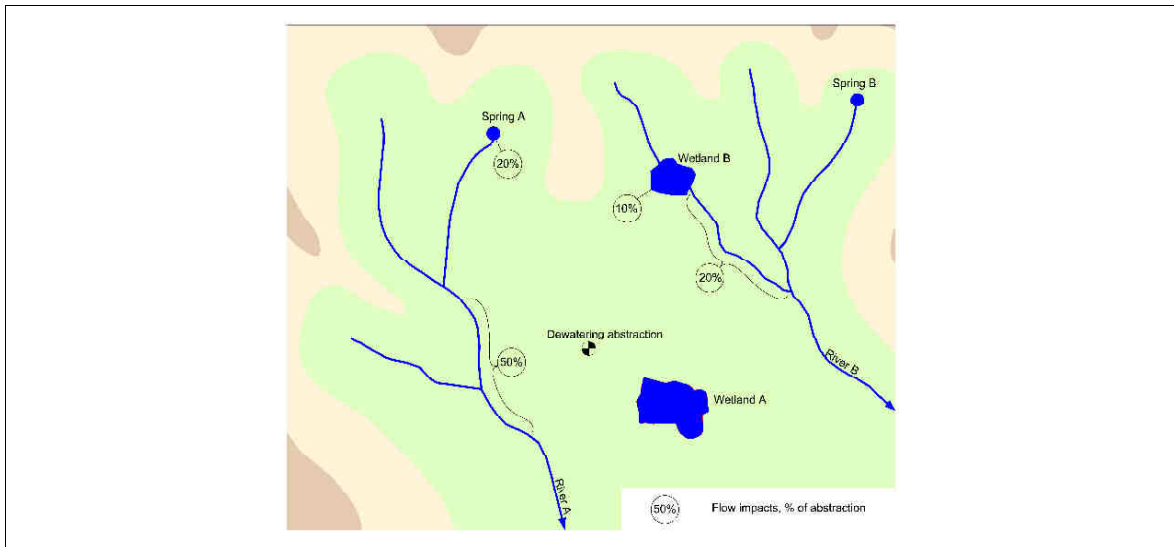 Spring B
Spring A
20%
Wetland B
10%
20%
Dewatering abstraction
50%
River B
Wetland A
River A
50% Flow impacts, % of abstraction